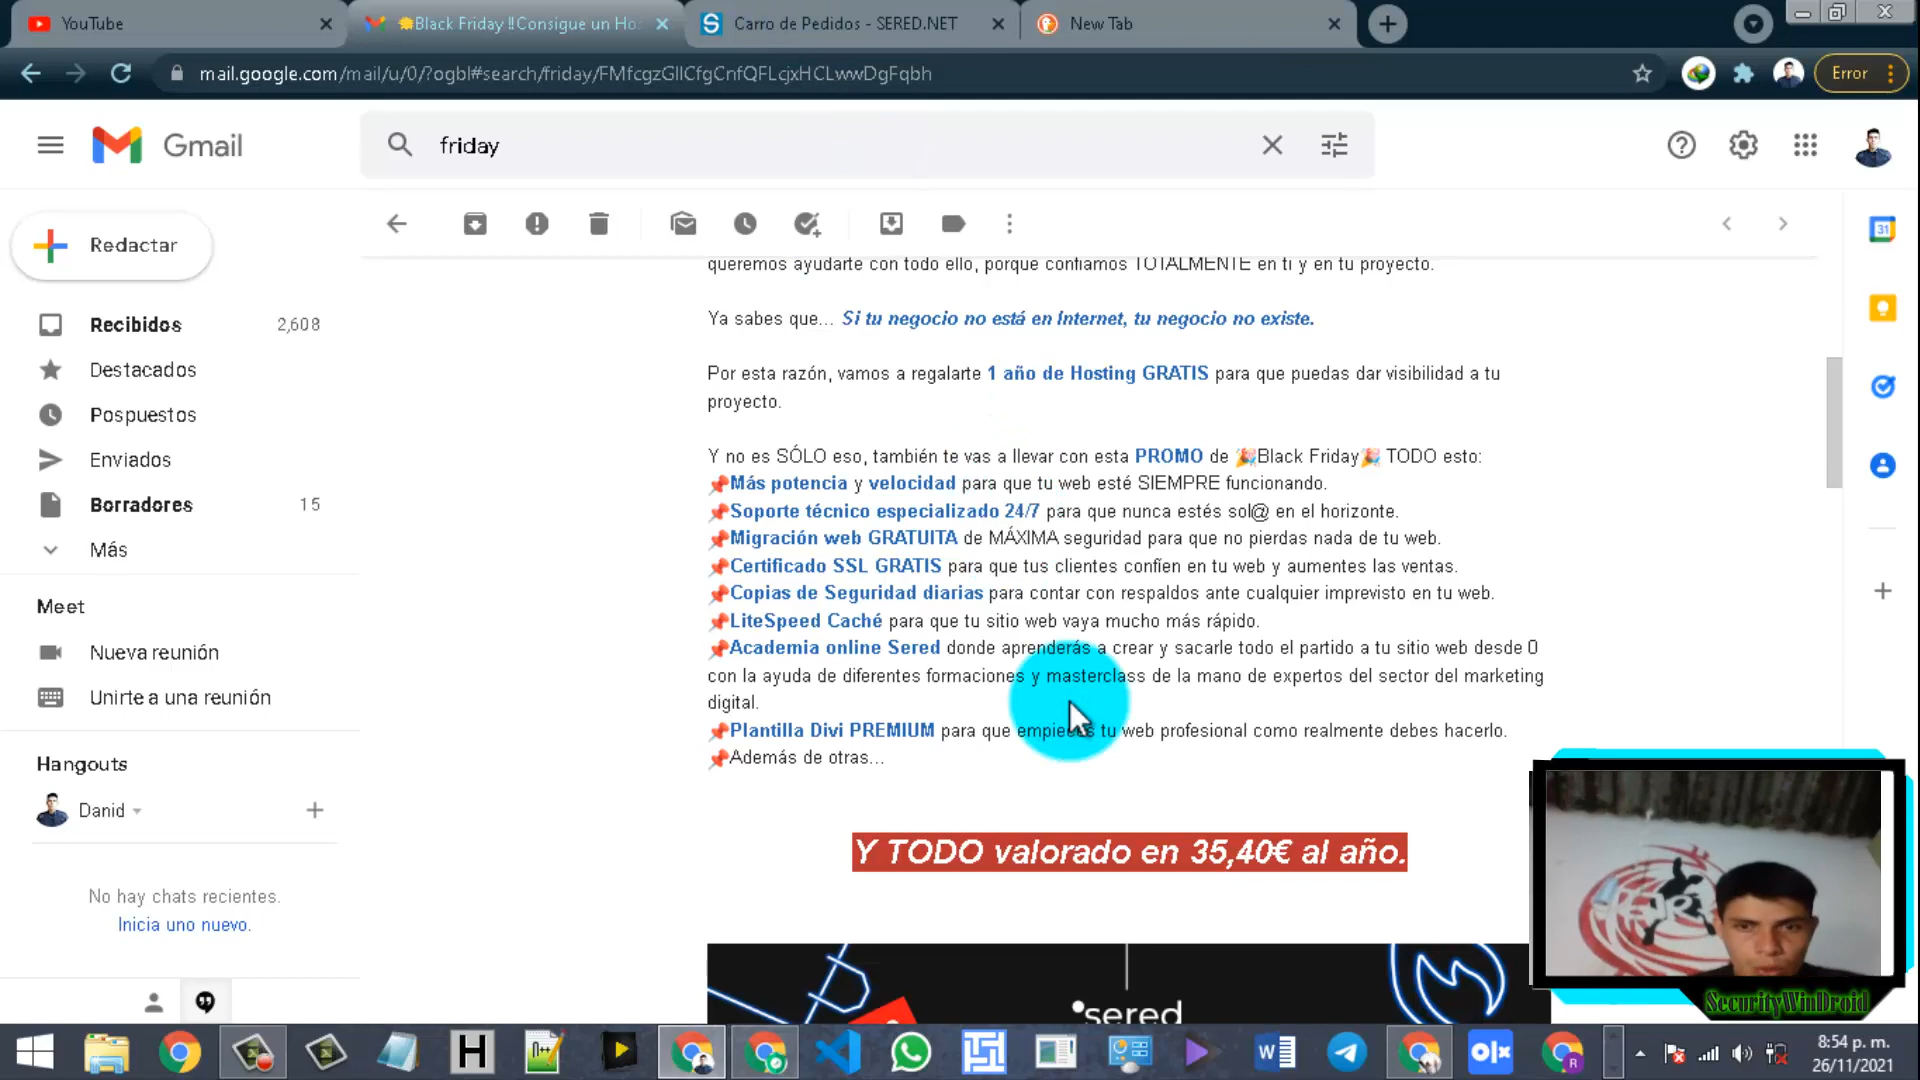 YouTube
Black Friday ‼Consigue un Ho
Carro de Pedidos - SERED.NET
New Tab
mail.google.com/mail/u/0/?ogbl#search/friday/FMfcgzGllCfgCnfQFLcjxHCLwwDgFqbh
Error
Gmail
friday
Redactar
31
queremos ayudarte con todo ello, porque confiamos TOTALMENTE en ti y en tu proyecto.
Recibidos 2,608
Ya sabes que... Si tu negocio no está en Internet, tu negocio no existe.
Destacados
Por esta razón, vamos a regalarte 1 año de Hosting GRATIS para que puedas dar visibilidad a tu
proyecto.
Pospuestos
Enviados
Y no es SÓLO eso, también te vas a llevar con esta PROMO de 🎉Black Friday🎉 TODO esto:
📌Más potencia y velocidad para que tu web esté SIEMPRE funcionando.
Borradores 15
📌Soporte técnico especializado 24/7 para que nunca estés sol@ en el horizonte.
📌Migración web GRATUITA de MÁXIMA seguridad para que no pierdas nada de tu web.
Más
📌Certificado SSL GRATIS para que tus clientes confíen en tu web y aumentes las ventas.
📌Copias de Seguridad diarias para contar con respaldos ante cualquier imprevisto en tu web.
Meet
📌LiteSpeed Caché para que tu sitio web vaya mucho más rápido.
Nueva reunión
📌Academia online Sered donde aprenderás a crear y sacarle todo el partido a tu sitio web desde 0
con la ayuda de diferentes formaciones y masterclass de la mano de expertos del sector del marketing
digital.
Unirte a una reunión
📌Plantilla Divi PREMIUM para que empieces tu web profesional como realmente debes hacerlo.
📌Además de otras...
Hangouts
Danid
Y TODO valorado en 35,40€ al año.
No hay chats recientes.
Inicia uno nuevo.
sered
SecurityWinDroid
8:54 p. m.
26/11/2021